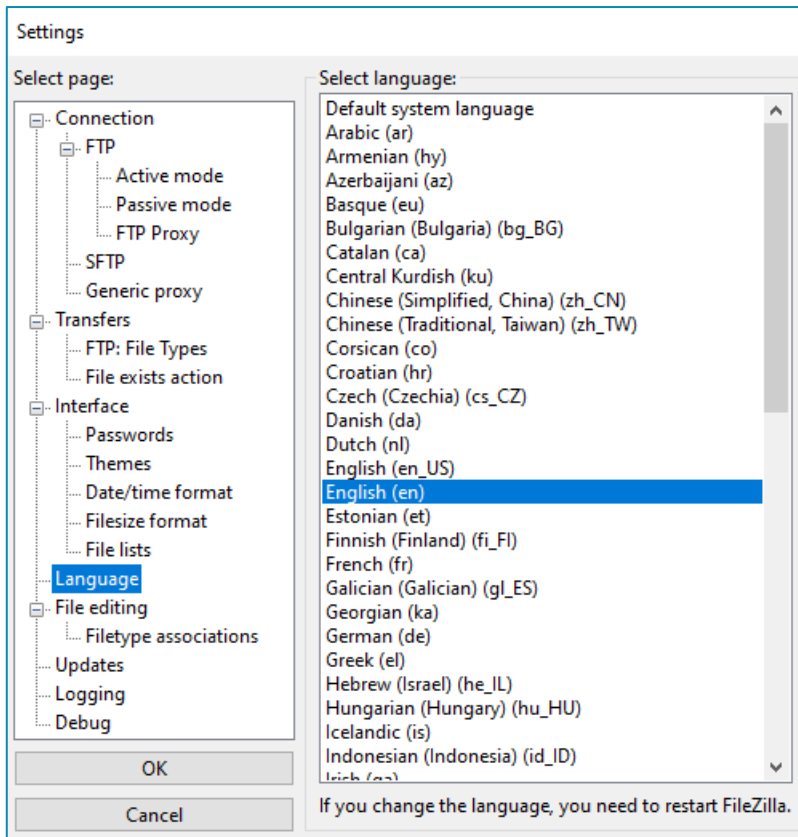 Settings
Select page:
Connection
FTP
Active mode
Passive mode
FTP Proxy
SFTP
Generic proxy
Transfers
FTP: File Types
File exists action
Interface
Passwords
Themes
Date/time format
Filesize format
File lists
Language
File editing
Filetype associations
Updates
Logging
Debug
OK
Cancel
Select language:
Default system language
Arabic (ar)
Armenian (hy)
Azerbaijani (az)
Basque (eu)
Bulgarian (Bulgaria) (bg_BG)
Catalan (ca)
Central Kurdish (ku)
Chinese (Simplified, China) (zh_CN)
Chinese (Traditional, Taiwan) (zh_TW)
Corsican (co)
Croatian (hr)
Czech (Czechia) (cs_CZ)
Danish (da)
Dutch (nl)
English (en_US)
English (en)
Estonian (et)
Finnish (Finland) (fi_FI)
French (fr)
Galician (Galician) (gl_ES)
Georgian (ka)
German (de)
Greek (el)
Hebrew (Israel) (he_IL)
Hungarian (Hungary) (hu_HU)
Icelandic (is)
Indonesian (Indonesia) (id_ID)
Irish (ga)
If you change the language, you need to restart FileZilla.